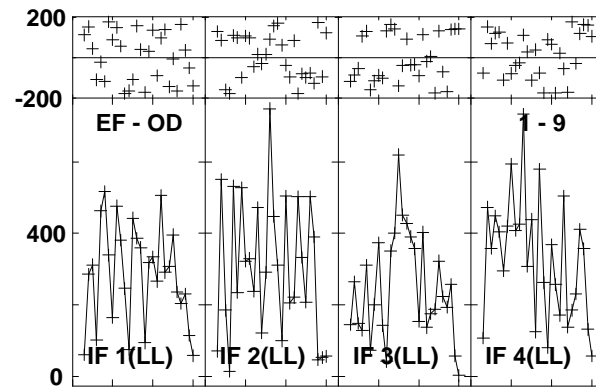 200
-200
EF - OD
1 - 9
400
IF 1(LL)
IF 2(LL)
IF 3(LL)
IF 4(LL)
0